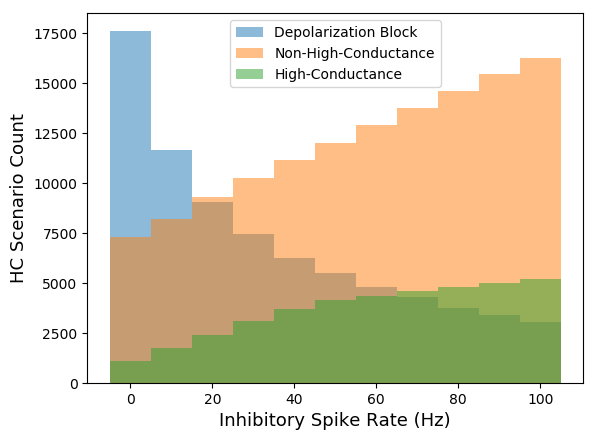 Depolarization Block
Non-High-Conductance
High-Conductance
HC Scenario Count
17500
15000
12500
10000
7500
5000
2500
0
0 20 40 60 80 100
Inhibitory Spike Rate (Hz)